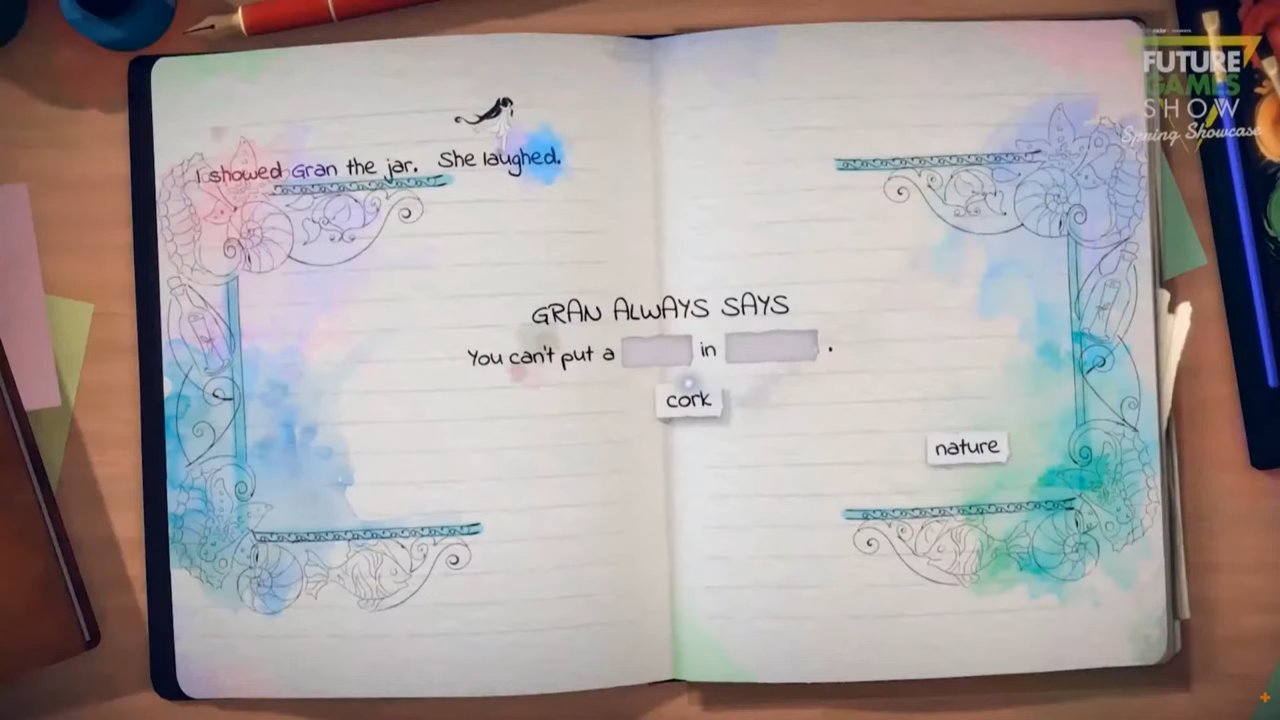 FUTURE
GAMES
SHOW
Spring Showcase
I showed Gran the jar. She laughed.
GRAN ALWAYS SAYS
You can't put a in .
cork
nature